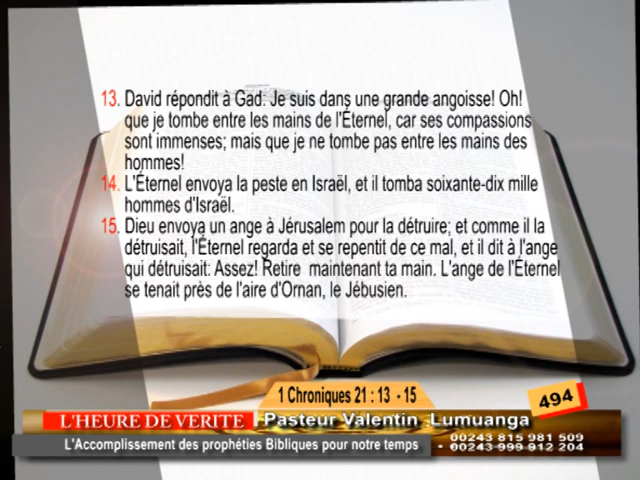 13. David répondit à Gad: Je suis dans une grande angoisse! Oh!
que je tombe entre les mains de l'Éternel, car ses compassions
sont immenses; mais que je ne tombe pas entre les mains des
hommes!
14. L'Éternel envoya la peste en Israël, et il tomba soixante-dix mille
hommes d'Israël.
15. Dieu envoya un ange à Jérusalem pour la détruire; et comme il la
détruisait, l'Éternel regarda et se repentit de ce mal, et il dit à l'ange
qui détruisait: Assez! Retire maintenant ta main. L'ange de l'Éternel
se tenait près de l'aire d'Ornan, le Jébusien.
1 Chroniques 21 : 13 - 15
494
L'HEURE DE VERITE Pasteur Valentin Lumuanga
L'Accomplissement des prophéties Bibliques pour notre temps
00243 815 981 509
- 00243 999 912 204